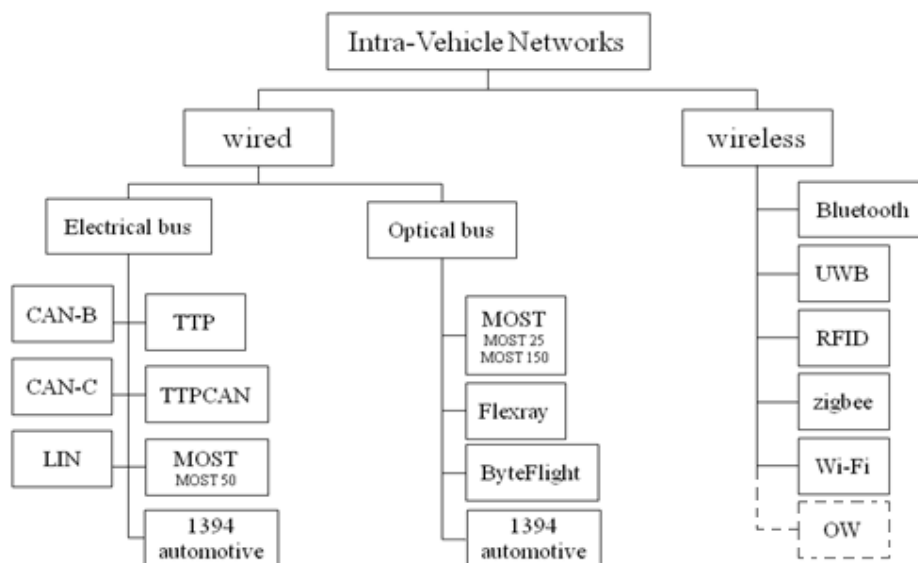 Intra-Vehicle Networks
wired
wireless
Electrical bus
Optical bus
CAN-B
CAN-C
LIN
TTP
TTPCAN
MOST
MOST 50
1394
automotive
MOST
MOST 25
MOST 150
Flexray
ByteFlight
1394
automotive
Bluetooth
UWB
RFID
zigbee
Wi-Fi
OW